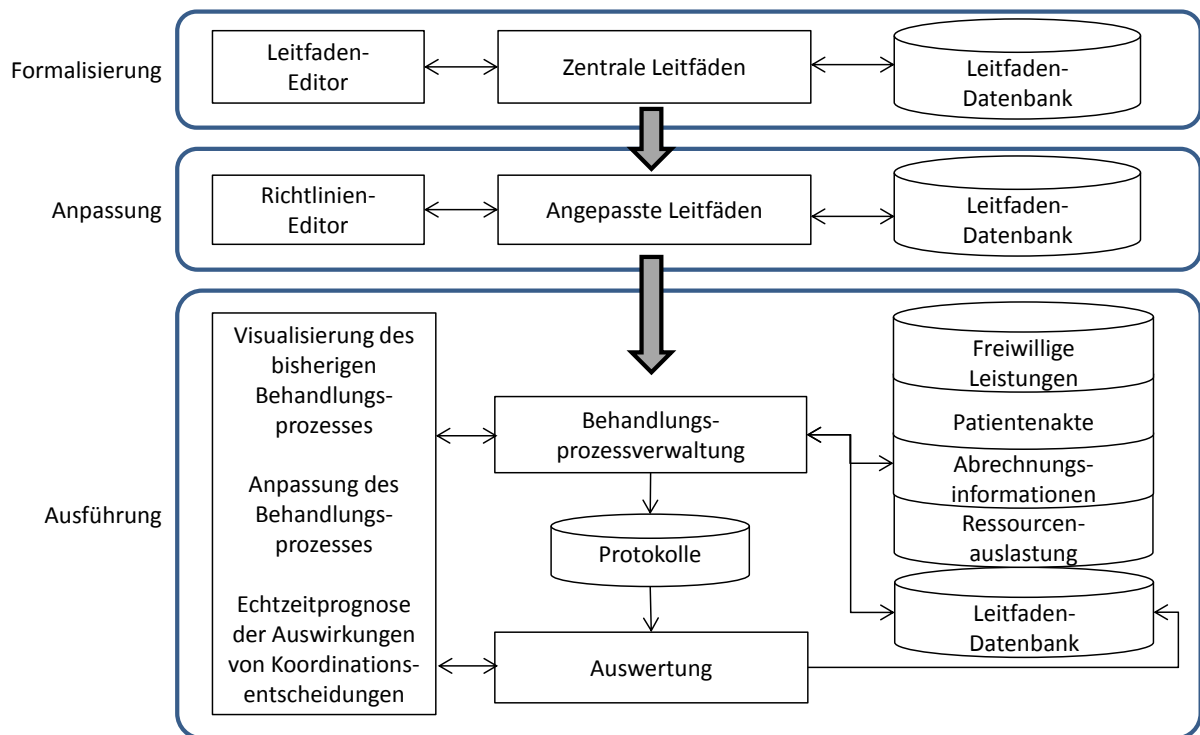 Formalisierung
Leitfaden-
Editor
Zentrale Leitfäden
Leitfaden-
Datenbank
Anpassung
Richtlinien-
Editor
Angepasste Leitfäden
Leitfaden-
Datenbank
Ausführung
Visualisierung des
bisherigen
Behandlungs-
prozesses
Anpassung des
Behandlungs-
prozesses
Echtzeitprognose
der Auswirkungen
von Koordinations-
entscheidungen
Behandlungs-
prozessverwaltung
Protokolle
Auswertung
Freiwillige
Leistungen
Patientenakte
Abrechnungs-
informationen
Ressourcen-
auslastung
Leitfaden-
Datenbank